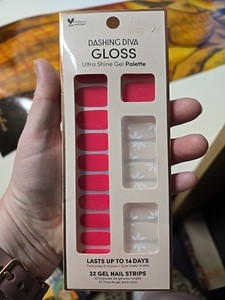 DASHING DIVA
GLOSS
Ultra Shine Gel Palette
LASTS UP TO 14 DAYS
32 GEL NAIL STRIPS